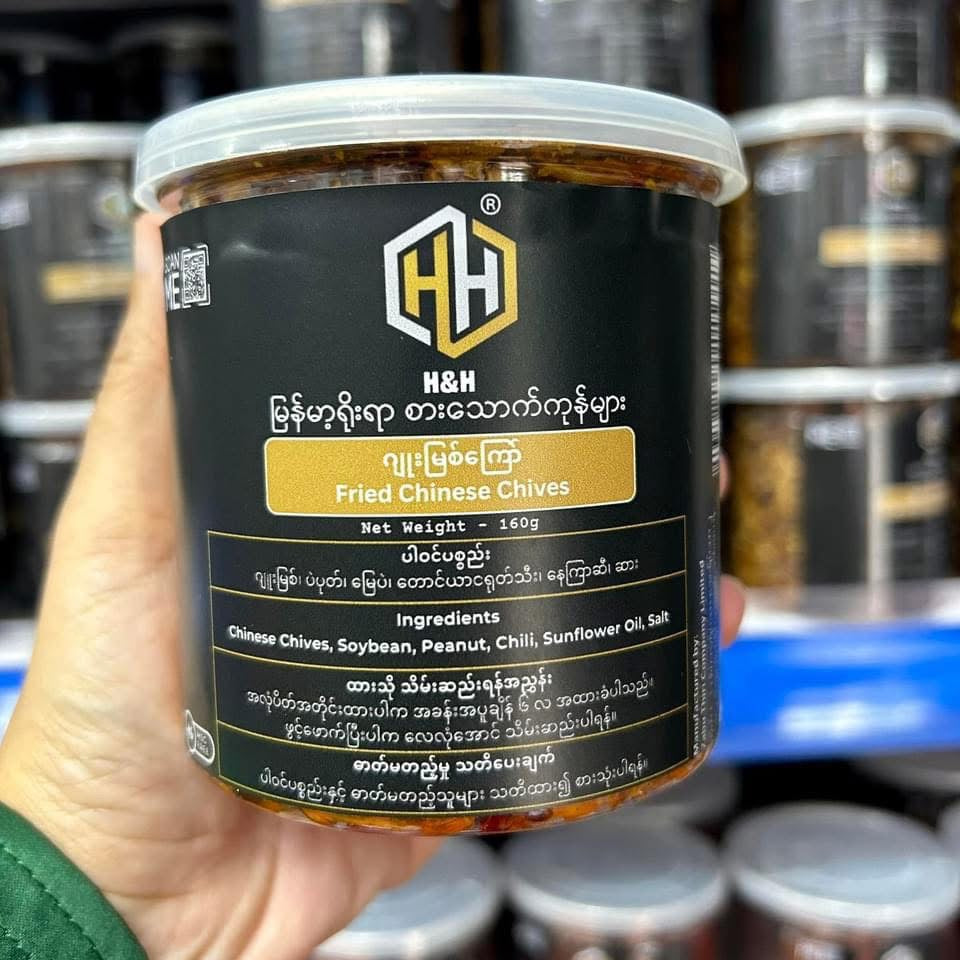 SCAN
ME
®
HH
H&H
မြန်မာ့ရိုးရာ စားသောက်ကုန်များ
ဂျူးမြစ်ကြော်
Fried Chinese Chives
Net Weight - 160g
ပါဝင်ပစ္စည်း
ဂျူးမြစ်၊ ပဲပုတ်၊ မြေပဲ၊ တောင်ယာငရုတ်သီး၊ နေကြာဆီ၊ ဆား
Ingredients
Chinese Chives, Soybean, Peanut, Chili, Sunflower Oil, Salt
ထားသို သိမ်းဆည်းရန်အညွှန်း
အလုံပိတ်အတိုင်းထားပါက အခန်းအပူချိန် ၆ လ အထားခံပါသည်။
ဖွင့်ဖောက်ပြီးပါက လေလုံအောင် သိမ်းဆည်းပါရန်။
ဓာတ်မတည့်မှု သတိပေးချက်
ပါဝင်ပစ္စည်းနှင့် ဓာတ်မတည့်သူများ သတိထား၍ စားသုံးပါရန်။
Manufactured by:
Thin Company Limited
H&H